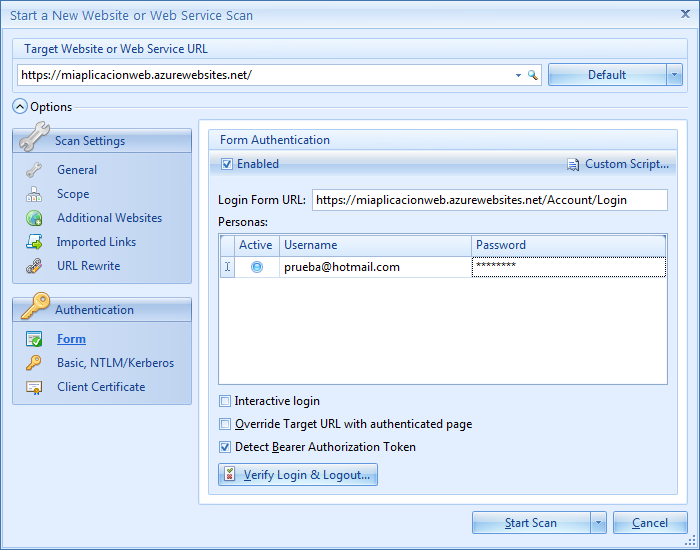 Start a New Website or Web Service Scan
Target Website or Web Service URL
https://miaplicacionweb.azurewebsites.net/
Default
Options
Scan Settings
General
Scope
Additional Websites
Imported Links
URL Rewrite
Authentication
Form
Basic, NTLM/Kerberos
Client Certificate
Form Authentication
Enabled
Custom Script...
Login Form URL: https://miaplicacionweb.azurewebsites.net/Account/Login
Personas:
Active Username Password
prueba@hotmail.com ********
Interactive login
Override Target URL with authenticated page
Detect Bearer Authorization Token
Verify Login & Logout...
Start Scan
Cancel